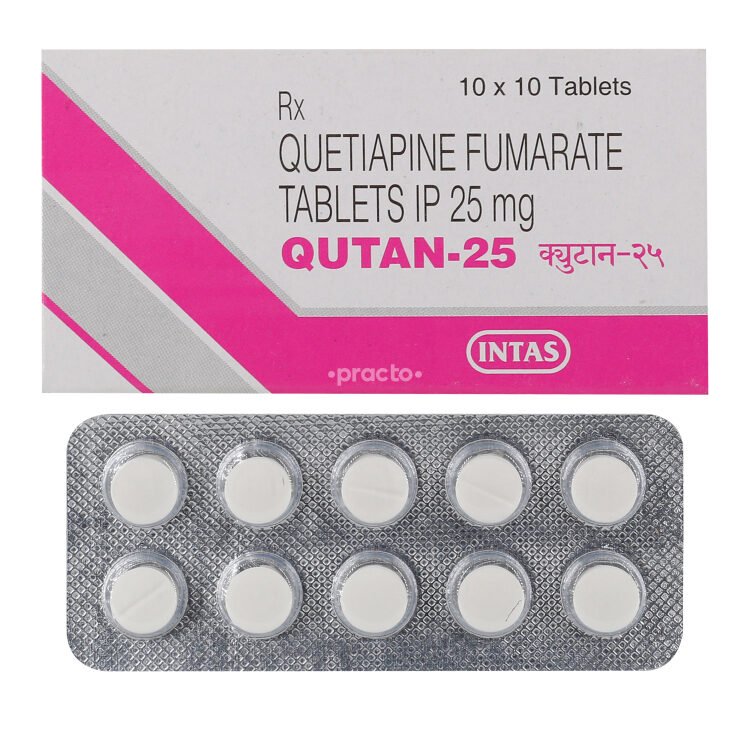 10 x 10 Tablets
Rx
QUETIAPINE FUMARATE
TABLETS IP 25 mg
QUTAN-25 क्युटान-२५
INTAS
•practo•